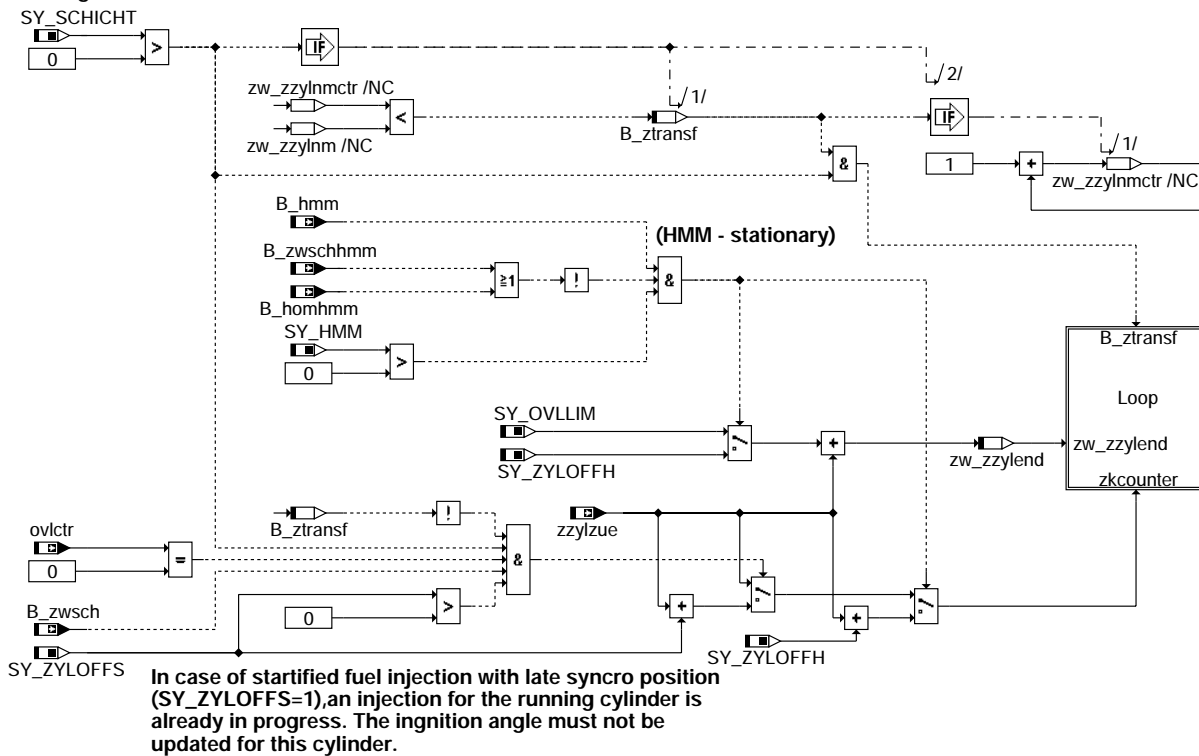 SY_SCHICHT
0
>
IF
/2/
zw_zzylnmctr /NC
<
zw_zzylnm /NC
/1/
B_ztransf
IF
/1/
&
1
+
zw_zzylnmctr /NC
B_hmm
(HMM - stationary)
B_zwschhmm
≥1
!
&
B_homhmm
SY_HMM
>
0
B_ztransf
Loop
SY_OVLLIM
+
zw_zzylend
SY_ZYLOFFH
zw_zzylend
zkcounter
B_ztransf
!
zzylzue
ovlctr
=
0
&
B_zwsch
0
>
+
+
SY_ZYLOFFS
SY_ZYLOFFH
In case of startified fuel injection with late syncro position
(SY_ZYLOFFS=1),an injection for the running cylinder is
already in progress. The ingnition angle must not be
updated for this cylinder.